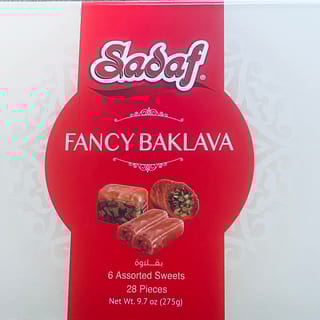 Sadaf®
FANCY BAKLAVA
بقلاوة
6 Assorted Sweets
28 Pieces
Net Wt. 9.7 oz (275g)